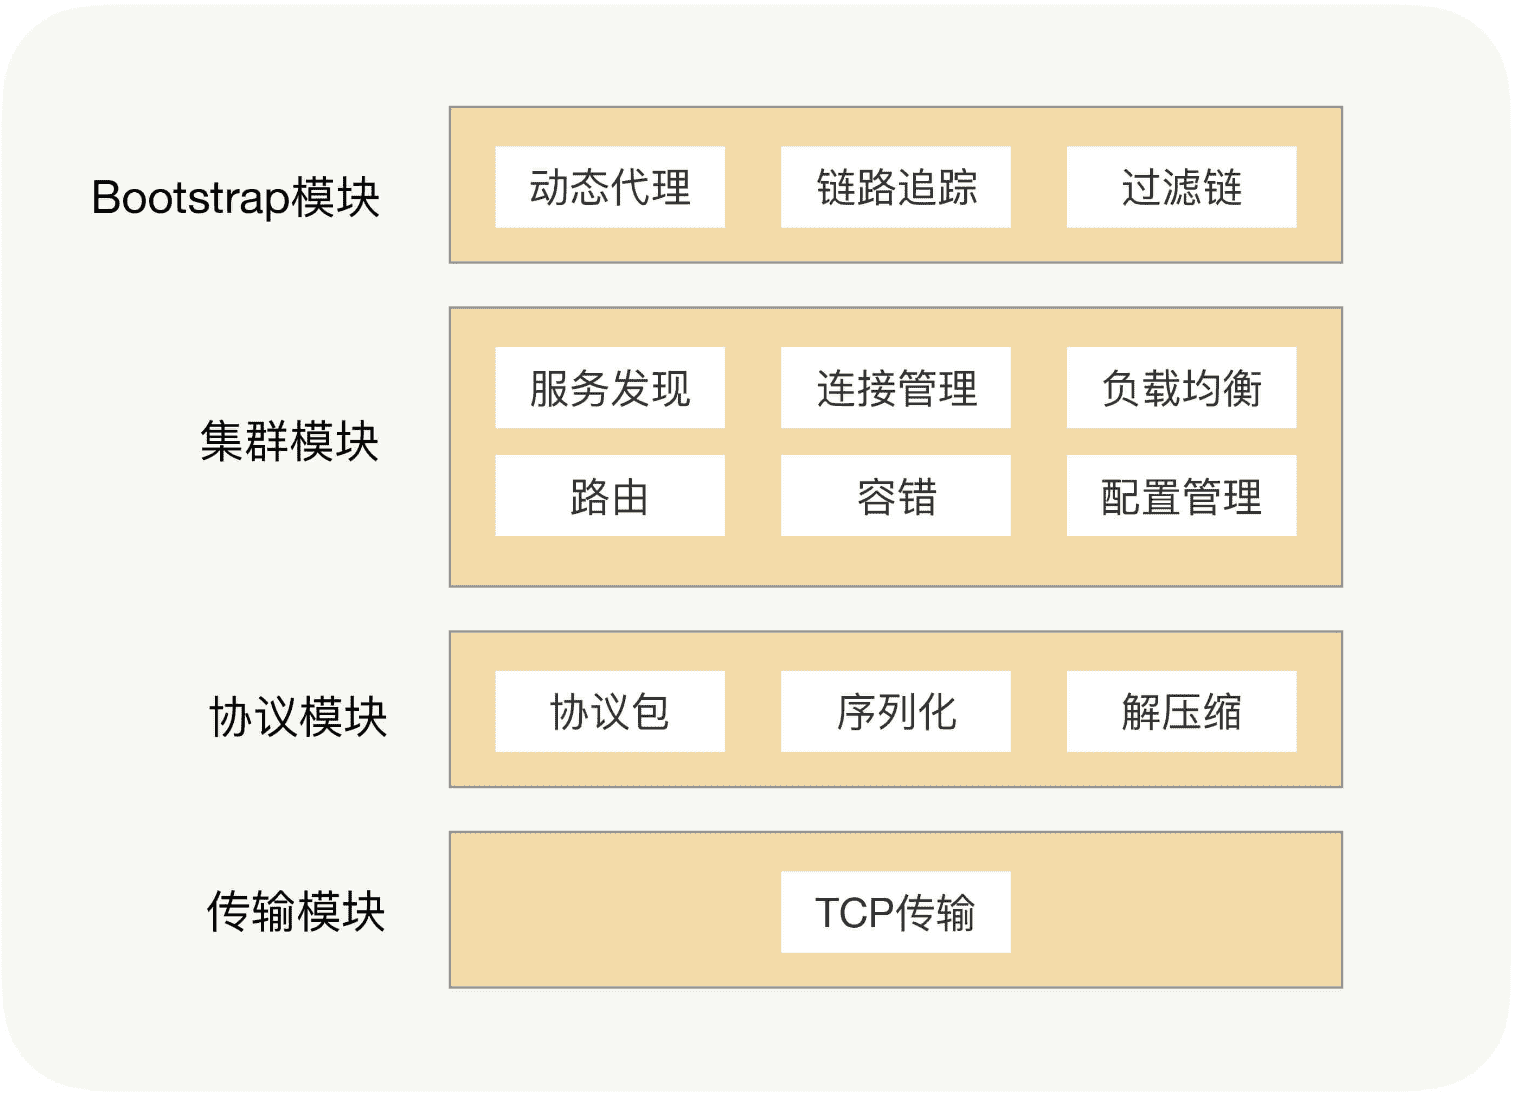 Bootstrap模块
动态代理
链路追踪
过滤链
集群模块
服务发现
连接管理
负载均衡
路由
容错
配置管理
协议模块
协议包
序列化
解压缩
传输模块
TCP传输